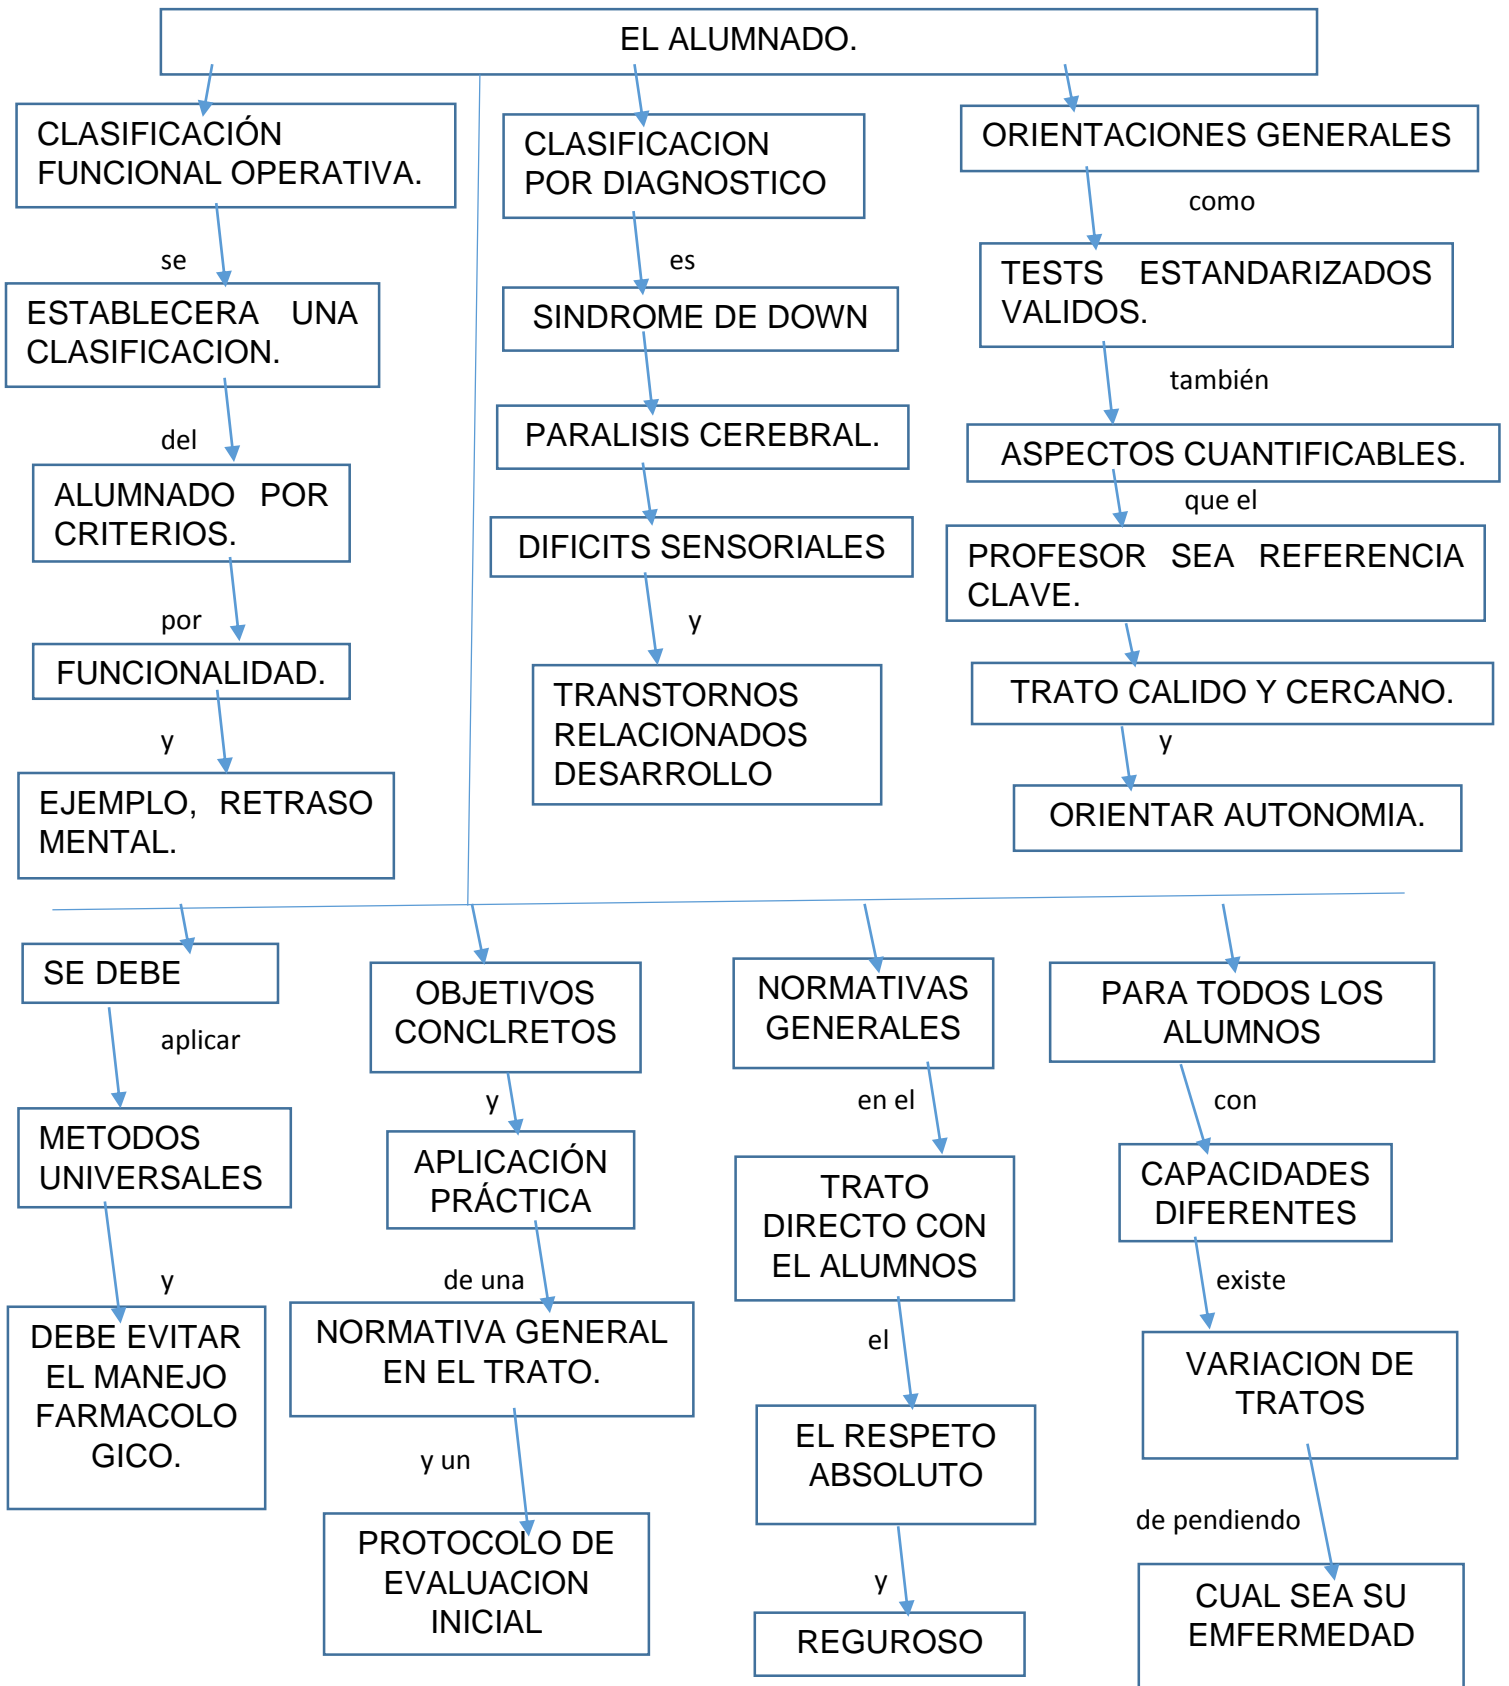 EL ALUMNADO.
CLASIFICACIÓN
FUNCIONAL OPERATIVA.
se
ESTABLECERA UNA
CLASIFICACION.
del
ALUMNADO POR
CRITERIOS.
por
FUNCIONALIDAD.
y
EJEMPLO, RETRASO
MENTAL.
CLASIFICACION
POR DIAGNOSTICO
es
SINDROME DE DOWN
PARALISIS CEREBRAL.
DIFICITS SENSORIALES
y
TRANSTORNOS
RELACIONADOS
DESARROLLO
ORIENTACIONES GENERALES
como
TESTS ESTANDARIZADOS
VALIDOS.
también
ASPECTOS CUANTIFICABLES.
que el
PROFESOR SEA REFERENCIA
CLAVE.
TRATO CALIDO Y CERCANO.
y
ORIENTAR AUTONOMIA.
SE DEBE
aplicar
METODOS
UNIVERSALES
y
DEBE EVITAR
EL MANEJO
FARMACOLO
GICO.
OBJETIVOS
CONCLRETOS
y
APLICACIÓN
PRÁCTICA
de una
NORMATIVA GENERAL
EN EL TRATO.
y un
PROTOCOLO DE
EVALUACION
INICIAL
NORMATIVAS
GENERALES
en el
TRATO
DIRECTO CON
EL ALUMNOS
el
EL RESPETO
ABSOLUTO
y
REGUROSO
PARA TODOS LOS
ALUMNOS
con
CAPACIDADES
DIFERENTES
existe
VARIACION DE
TRATOS
de pendiendo
CUAL SEA SU
EMFERMEDAD